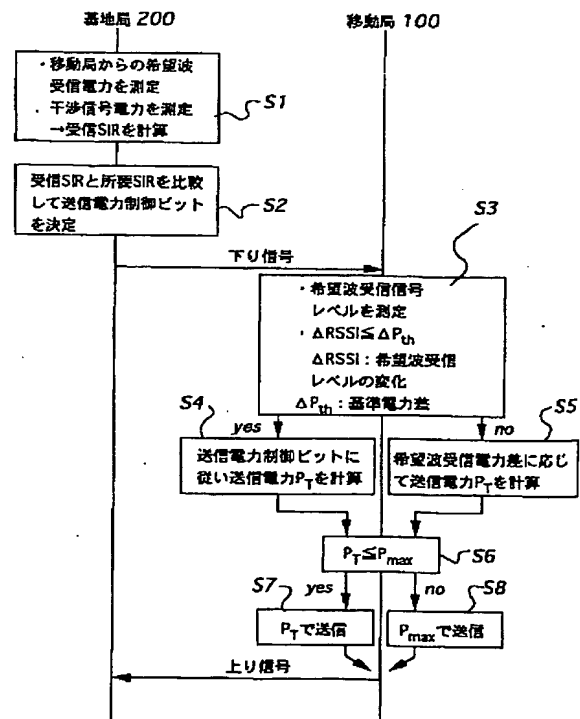 基地局 200
移動局 100
・移動局からの希望波
受信電力を測定
・干渉信号電力を測定
→受信SIRを計算
S1
受信SIRと所要SIRを比較
して送信電力制御ビット
を決定
S2
下り信号
S3
・希望波受信信号
レベルを測定
・ΔRSSI≦ΔPth
ΔRSSI：希望波受信
レベルの変化
ΔPth：基準電力差
S4
yes
no
S5
送信電力制御ビットに
従い送信電力PTを計算
希望波受信電力差に応じ
て送信電力PTを計算
PT≦Pmax
S6
S7
yes
no
S8
PTで送信
Pmaxで送信
上り信号